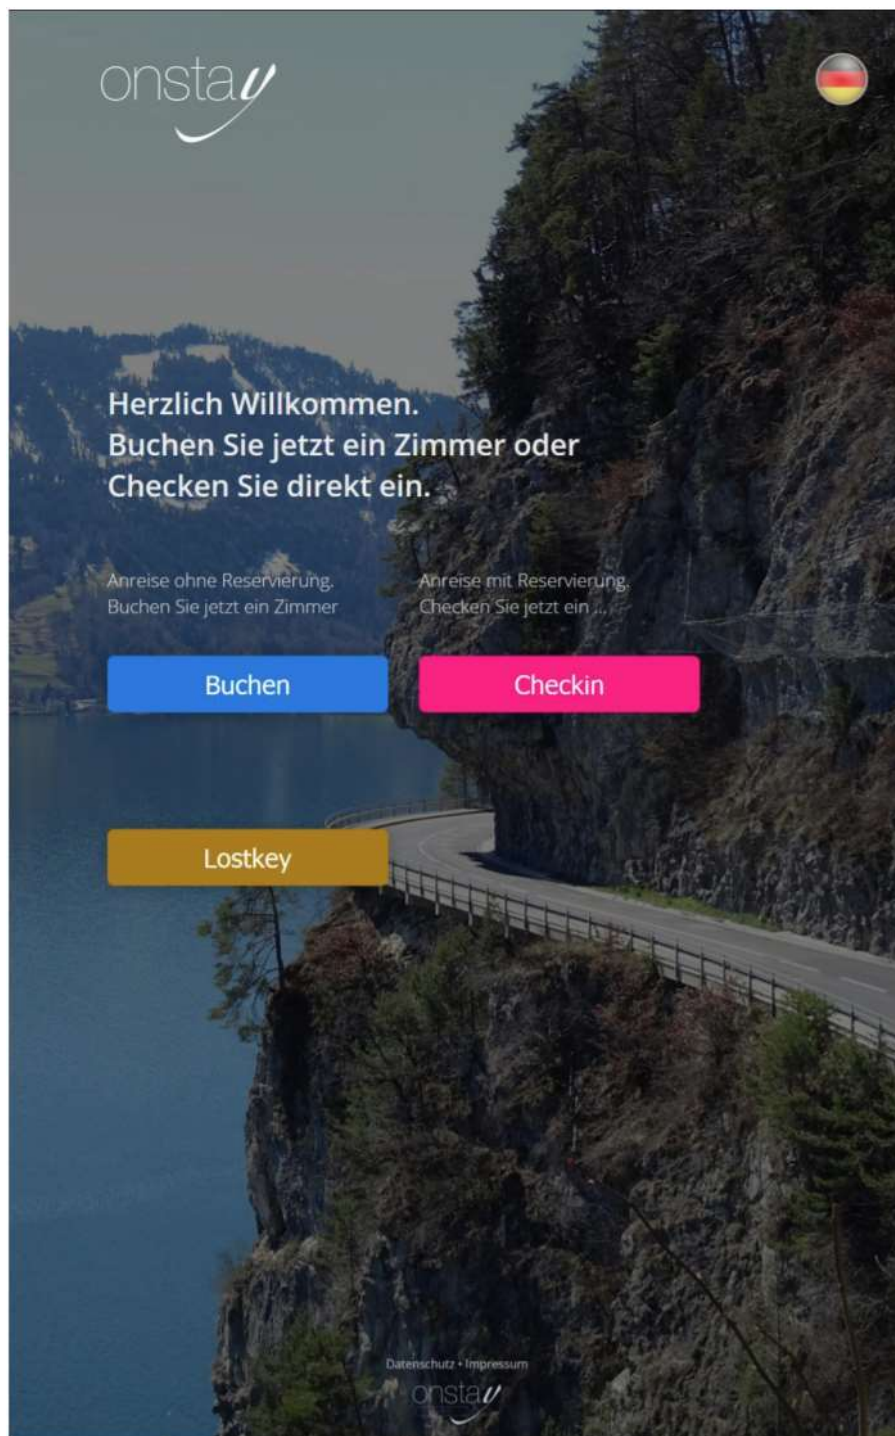 onstay
Herzlich Willkommen.
Buchen Sie jetzt ein Zimmer oder
Checken Sie direkt ein.
Anreise ohne Reservierung.
Buchen Sie jetzt ein Zimmer
Anreise mit Reservierung.
Checken Sie jetzt ein ...
Buchen
Checkin
Lostkey
Datenschutz • Impressum
onstay